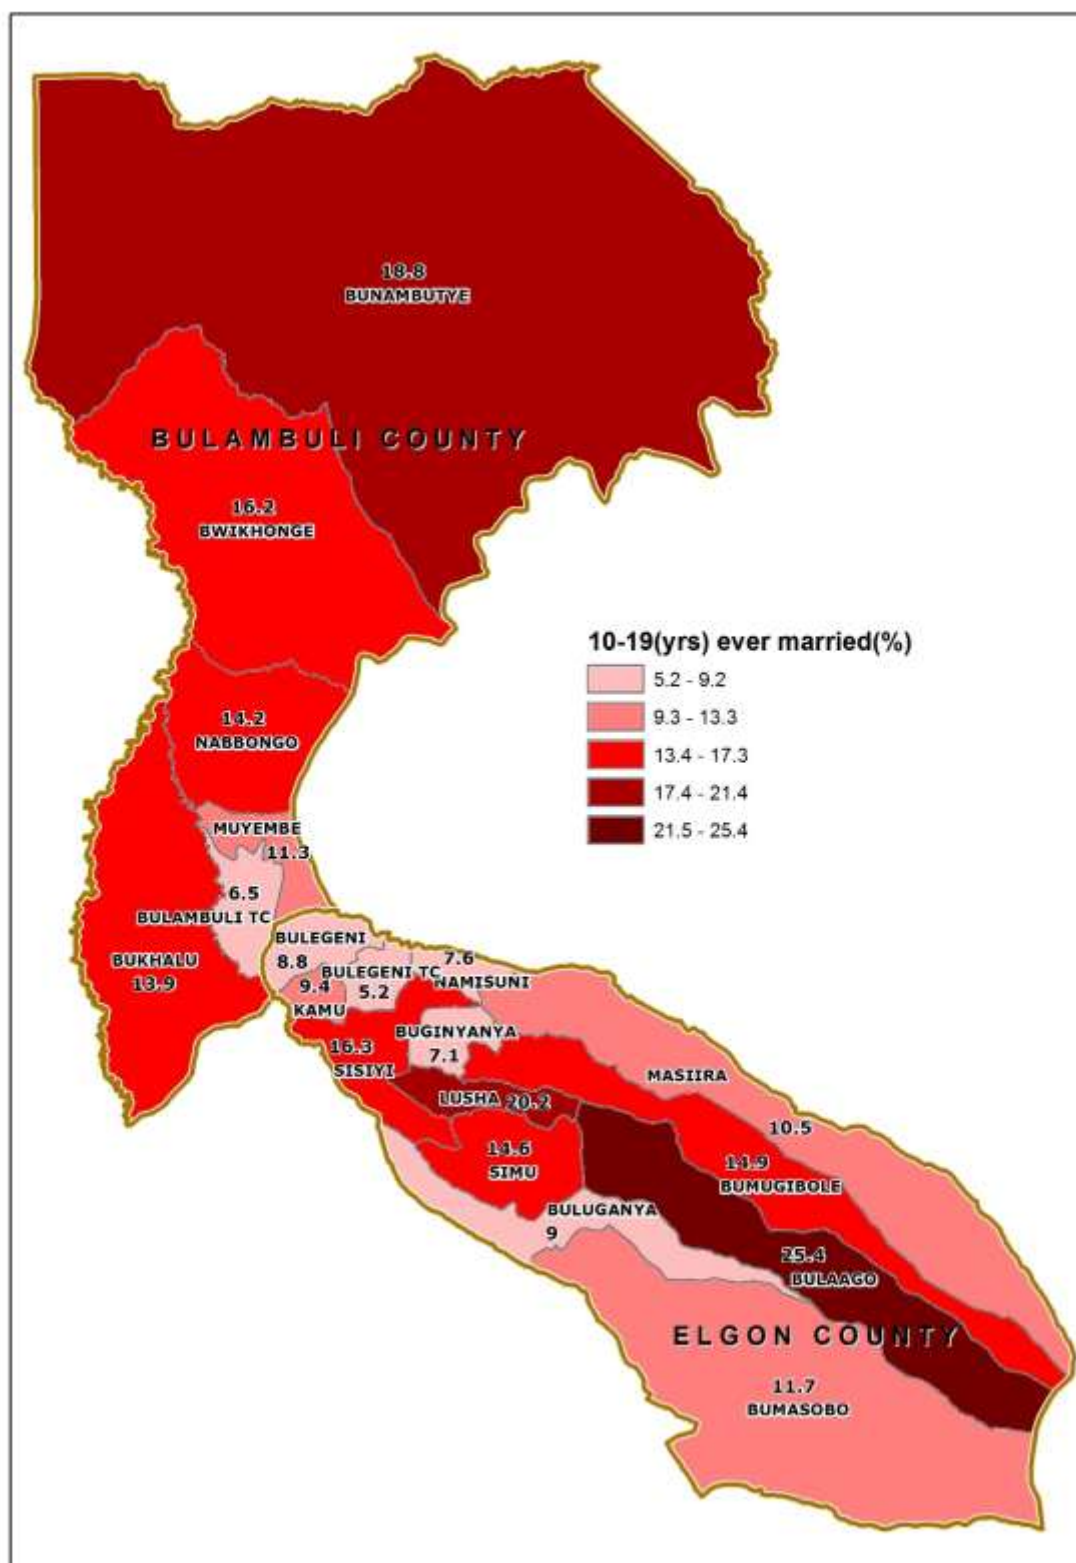 18.8
BUNAMBUTYE
BULAMBULI COUNTY
16.2
BWIKHONGE
10-19(yrs) ever married(%)
5.2 - 9.2
9.3 - 13.3
13.4 - 17.3
17.4 - 21.4
21.5 - 25.4
14.2
NABBONGO
MUYEMBE
11.3
6.5
BULAMBULI TC
BUKHALU
13.9
BULEGENI
8.8
BULEGENI TC
5.2
7.6
NAMISUNI
9.4
KAMU
BUGINYANYA
7.1
16.3
SISIYI
MASIIRA
10.5
LUSHA 20.2
14.6
SIMU
14.9
BUMUGIBOLE
BULUGANYA
9
25.4
BULAAGO
ELGON COUNTY
11.7
BUMASOBO